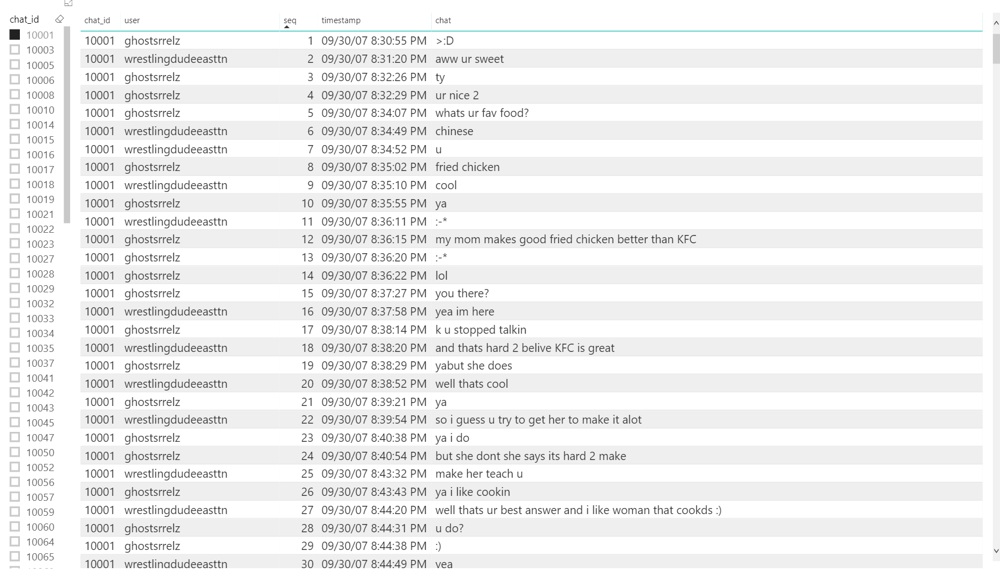 chat_id
10001
10003
10005
10006
10008
10010
10014
10015
10016
10017
10018
10019
10021
10022
10023
10027
10028
10029
10032
10033
10034
10035
10037
10041
10042
10043
10045
10047
10050
10052
10056
10057
10059
10060
10064
10065
chat_id user seq timestamp chat
10001 ghostsrrelz 1 09/30/07 8:30:55 PM >:D
10001 wrestlingdudeeasttn 2 09/30/07 8:31:20 PM aww ur sweet
10001 ghostsrrelz 3 09/30/07 8:32:26 PM ty
10001 ghostsrrelz 4 09/30/07 8:32:29 PM ur nice 2
10001 ghostsrrelz 5 09/30/07 8:34:07 PM whats ur fav food?
10001 wrestlingdudeeasttn 6 09/30/07 8:34:49 PM chinese
10001 wrestlingdudeeasttn 7 09/30/07 8:34:52 PM u
10001 ghostsrrelz 8 09/30/07 8:35:02 PM fried chicken
10001 wrestlingdudeeasttn 9 09/30/07 8:35:10 PM cool
10001 ghostsrrelz 10 09/30/07 8:35:55 PM ya
10001 wrestlingdudeeasttn 11 09/30/07 8:36:11 PM :-*
10001 ghostsrrelz 12 09/30/07 8:36:15 PM my mom makes good fried chicken better than KFC
10001 ghostsrrelz 13 09/30/07 8:36:20 PM :-*
10001 ghostsrrelz 14 09/30/07 8:36:22 PM lol
10001 ghostsrrelz 15 09/30/07 8:37:27 PM you there?
10001 wrestlingdudeeasttn 16 09/30/07 8:37:58 PM yea im here
10001 ghostsrrelz 17 09/30/07 8:38:14 PM k u stopped talkin
10001 wrestlingdudeeasttn 18 09/30/07 8:38:20 PM and thats hard 2 belive KFC is great
10001 ghostsrrelz 19 09/30/07 8:38:29 PM yabut she does
10001 wrestlingdudeeasttn 20 09/30/07 8:38:52 PM well thats cool
10001 ghostsrrelz 21 09/30/07 8:39:21 PM ya
10001 wrestlingdudeeasttn 22 09/30/07 8:39:54 PM so i guess u try to get her to make it alot
10001 ghostsrrelz 23 09/30/07 8:40:38 PM ya i do
10001 ghostsrrelz 24 09/30/07 8:40:54 PM but she dont she says its hard 2 make
10001 wrestlingdudeeasttn 25 09/30/07 8:43:32 PM make her teach u
10001 ghostsrrelz 26 09/30/07 8:43:43 PM ya i like cookin
10001 wrestlingdudeeasttn 27 09/30/07 8:44:20 PM well thats ur best answer and i like woman that cookds :)
10001 ghostsrrelz 28 09/30/07 8:44:31 PM u do?
10001 ghostsrrelz 29 09/30/07 8:44:38 PM :)
10001 wrestlingdudeeasttn 30 09/30/07 8:44:49 PM yea